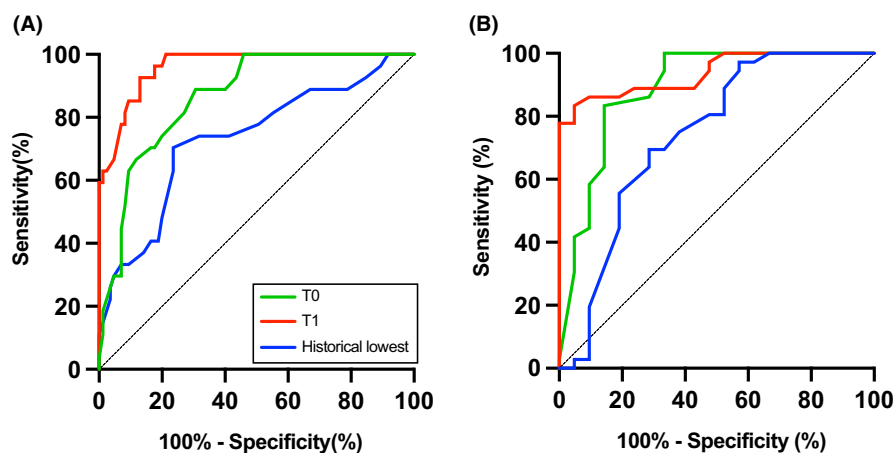 (A)
100
80
60
40
20
0
Sensitivity(%)
T0
T1
Historical lowest
0 20 40 60 80 100
100% - Specificity(%)
(B)
100
80
60
40
20
0
Sensitivity (%)
0 20 40 60 80 100
100% - Specificity (%)